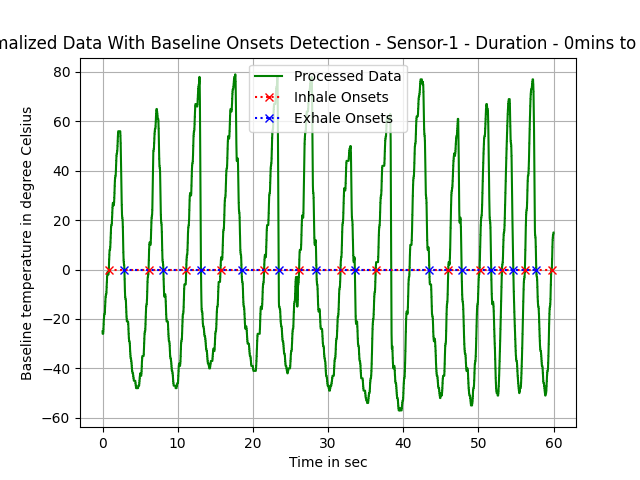 malized Data With Baseline Onsets Detection - Sensor-1 - Duration - 0mins to
Processed Data
Inhale Onsets
Exhale Onsets
Baseline temperature in degree Celsius
80
60
40
20
0
−20
−40
−60
0 10 20 30 40 50 60
Time in sec